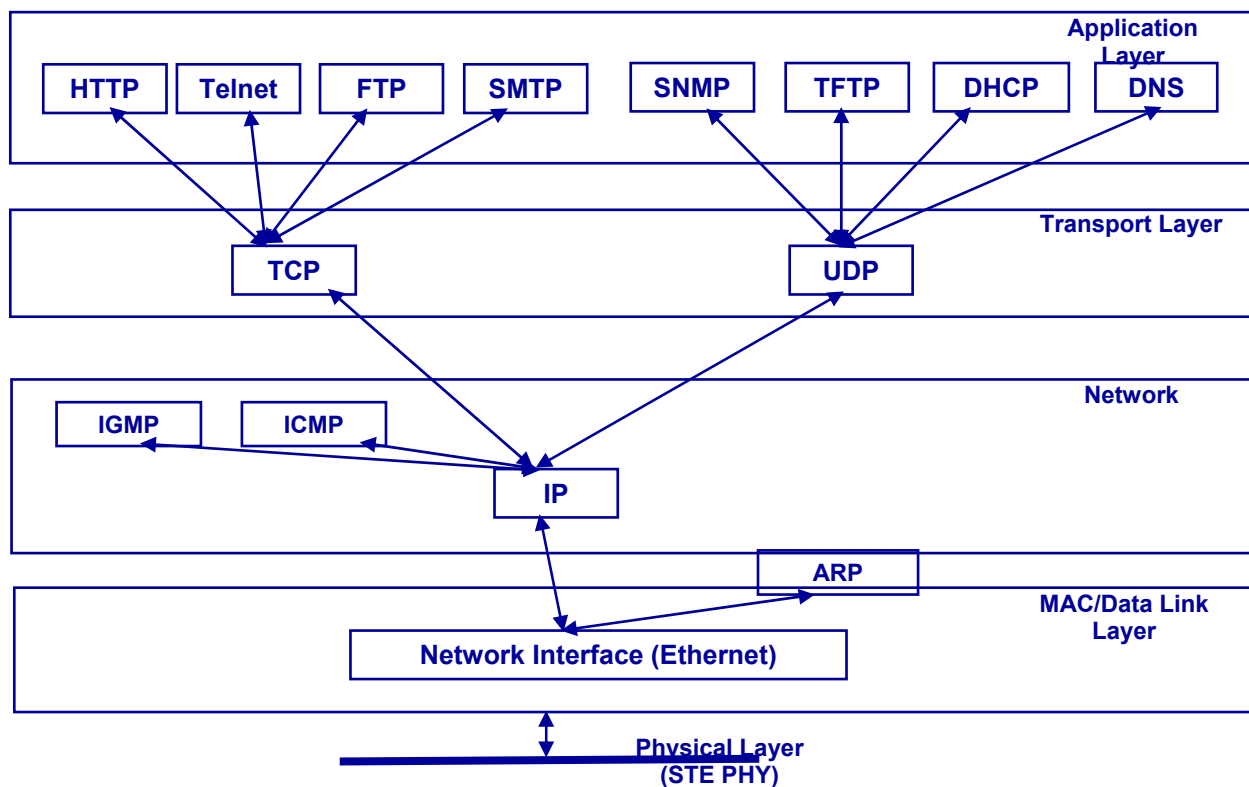 Application
Layer
HTTP
Telnet
FTP
SMTP
SNMP
TFTP
DHCP
DNS
Transport Layer
TCP
UDP
Network
IGMP
ICMP
IP
ARP
MAC/Data Link
Layer
Network Interface (Ethernet)
Physical Layer
(STE PHY)